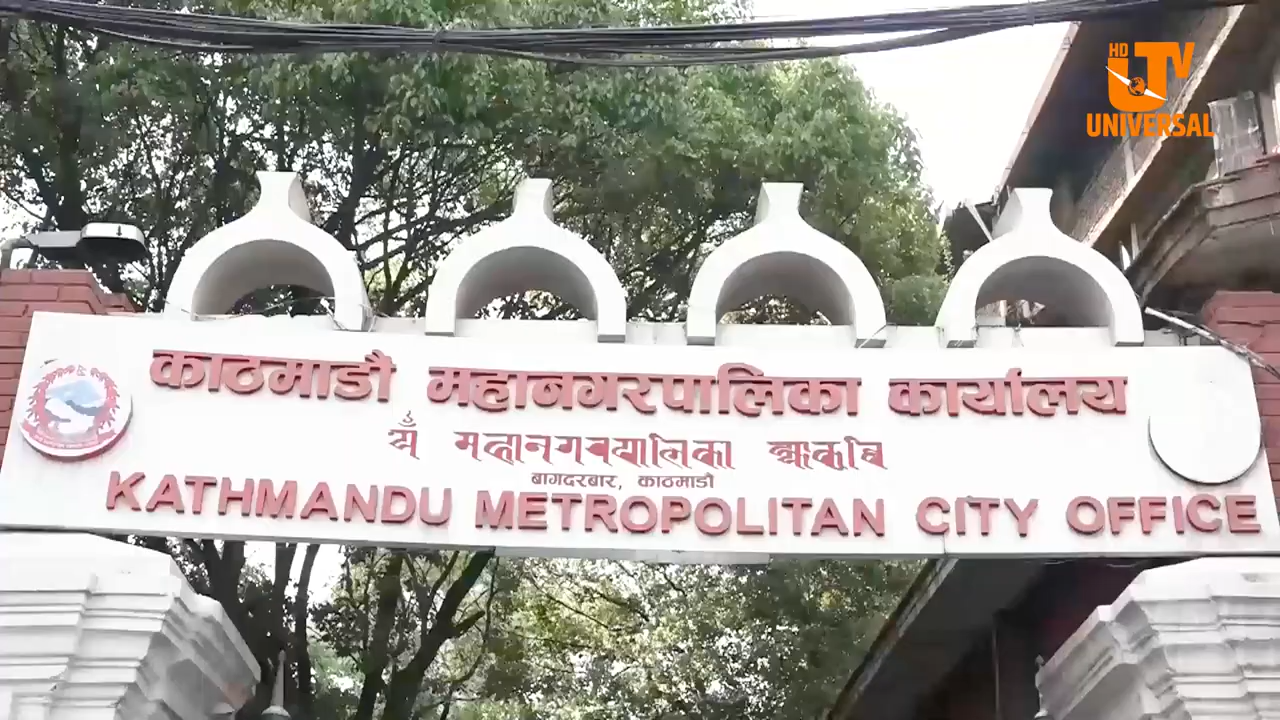 HD
UTV
UNIVERSAL
काठमाडौं महानगरपालिका कार्यालय
बागदरबार, काठमाडौं
KATHMANDU METROPOLITAN CITY OFFICE